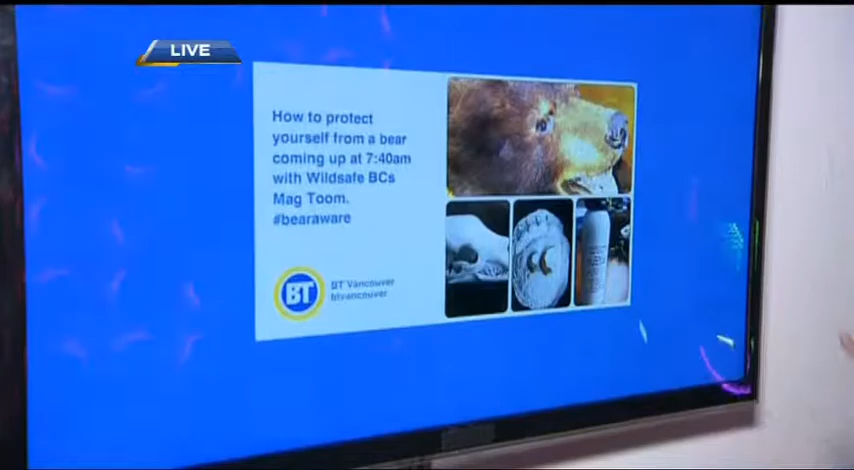 LIVE
How to protect
yourself from a bear
coming up at 7:40am
with Wildsafe BCs
Mag Toom.
#bearaware
BT
BT Vancouver
btvancouver